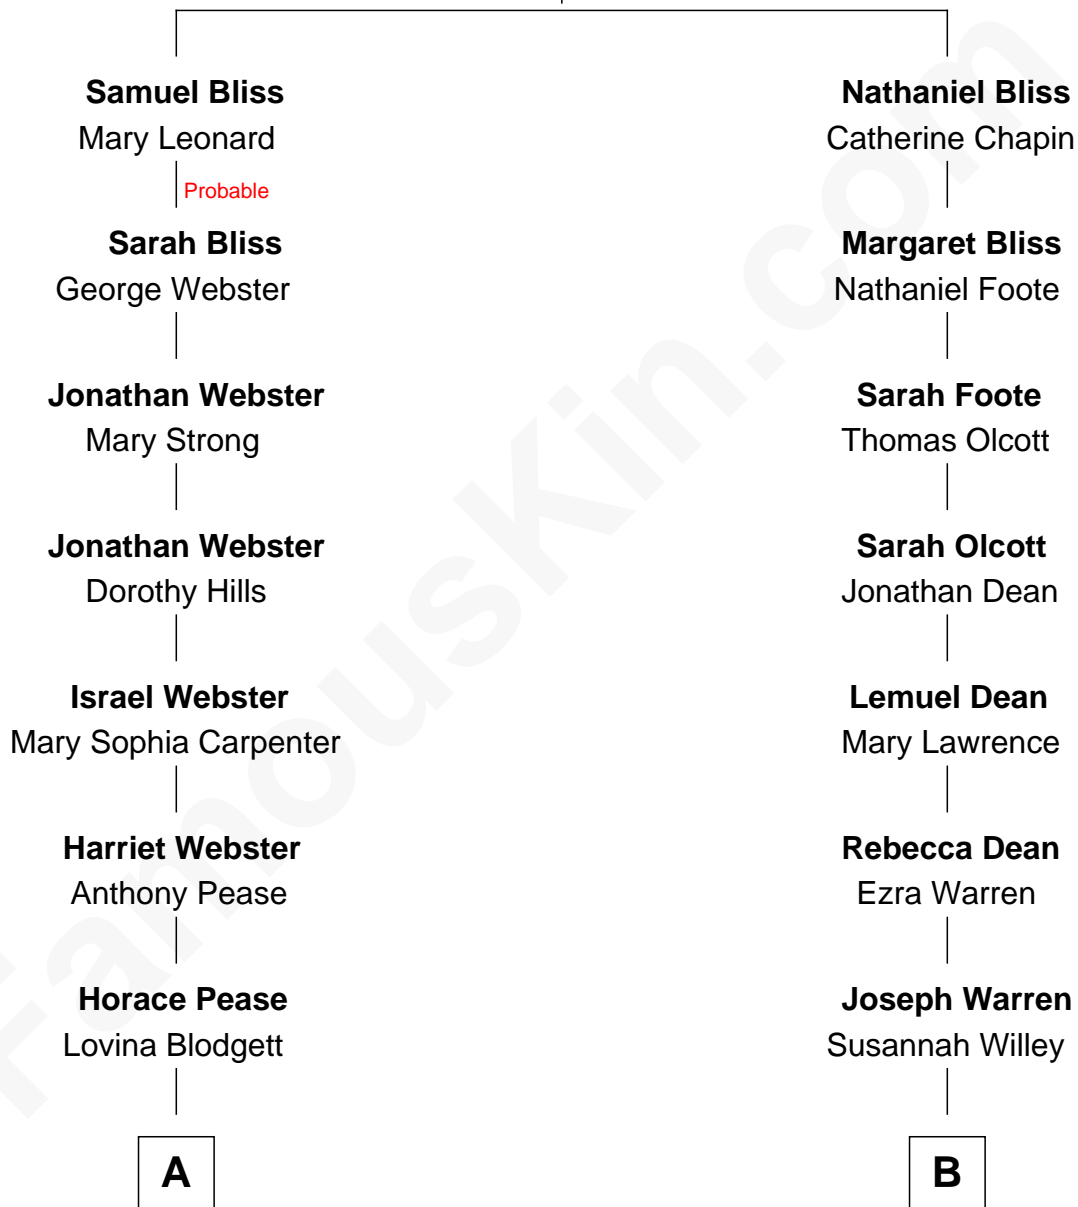 Samuel Bliss
Mary Leonard
Probable
Sarah Bliss
George Webster
Jonathan Webster
Mary Strong
Jonathan Webster
Dorothy Hills
Israel Webster
Mary Sophia Carpenter
Harriet Webster
Anthony Pease
Horace Pease
Lovina Blodgett
A
Nathaniel Bliss
Catherine Chapin
Margaret Bliss
Nathaniel Foote
Sarah Foote
Thomas Olcott
Sarah Olcott
Jonathan Dean
Lemuel Dean
Mary Lawrence
Rebecca Dean
Ezra Warren
Joseph Warren
Susannah Willey
B
FamousKin.com